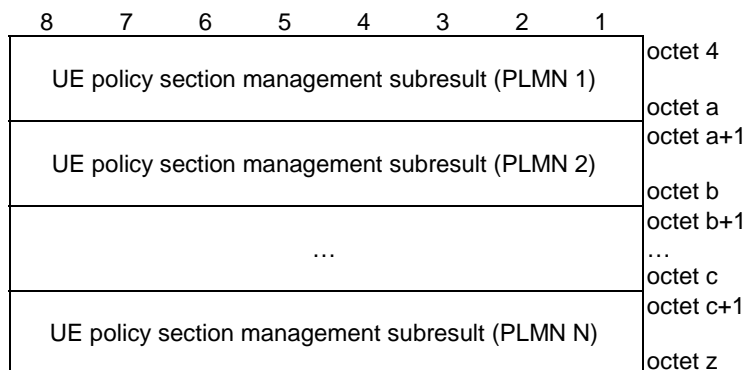 8 7 6 5 4 3 2 1
octet 4
UE policy section management subresult (PLMN 1)
octet a
octet a+1
UE policy section management subresult (PLMN 2)
octet b
octet b+1
… …
octet c
octet c+1
UE policy section management subresult (PLMN N)
octet z